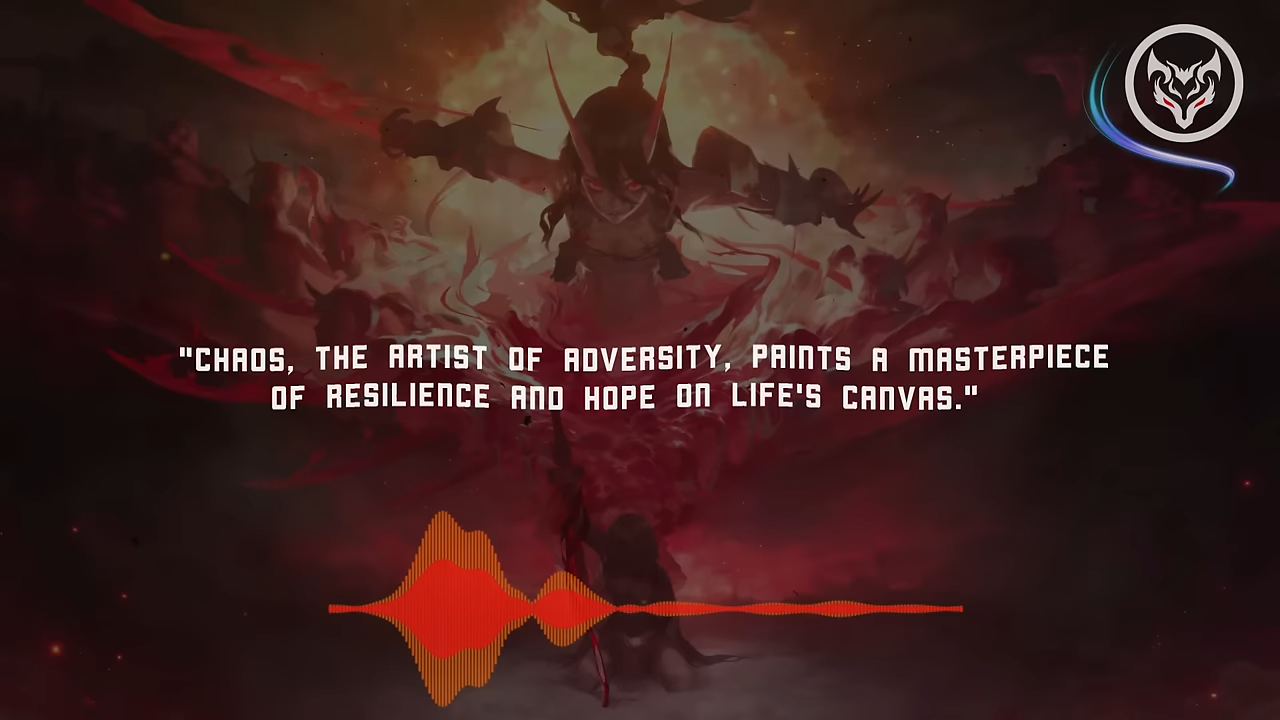 "CHAOS, THE ARTIST OF ADVERSITY, PAINTS A MASTERPIECE
OF RESILIENCE AND HOPE ON LIFE'S CANVAS."